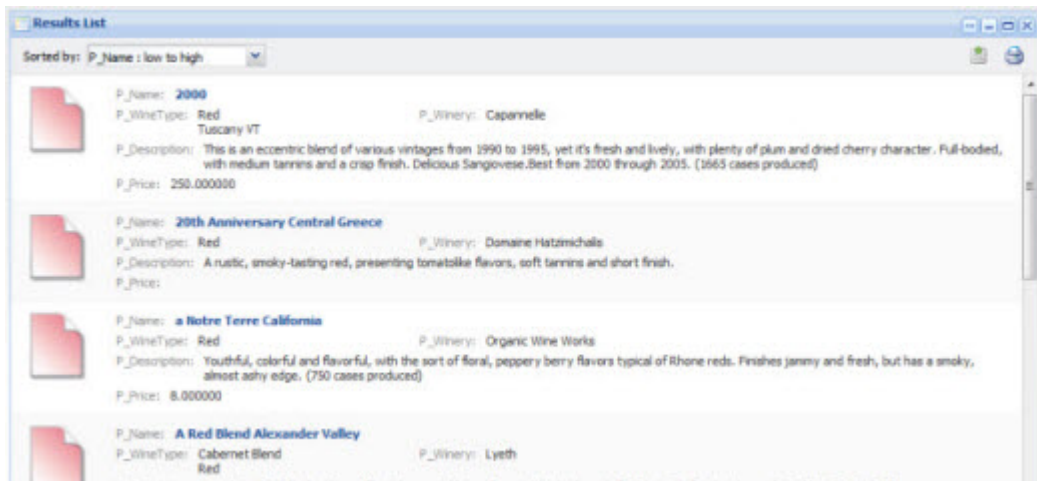 Results List
Sorted by: P_Name : low to high
P_Name: 2000
P_WineType: Red P_Winery: Capannelle
Tuscany VT
P_Description: This is an eccentric blend of various vintages from 1990 to 1995, yet it's fresh and lively, with plenty of plum and dried cherry character. Full-bodied,
with medium tannins and a crisp finish. Delicious Sangiovese.Best from 2000 through 2005. (1665 cases produced)
P_Price: 250.000000
P_Name: 20th Anniversary Central Greece
P_WineType: Red P_Winery: Domaine Hatzimichalis
P_Description: A rustic, smoky-tasting red, presenting tomatolike flavors, soft tannins and short finish.
P_Price:
P_Name: a Notre Terre California
P_WineType: Red P_Winery: Organic Wine Works
P_Description: Youthful, colorful and flavorful, with the sort of floral, peppery berry flavors typical of Rhone reds. Finishes jammy and fresh, but has a smoky,
almost ashy edge. (750 cases produced)
P_Price: 8.000000
P_Name: A Red Blend Alexander Valley
P_WineType: Cabernet Blend P_Winery: Lyeth
Red